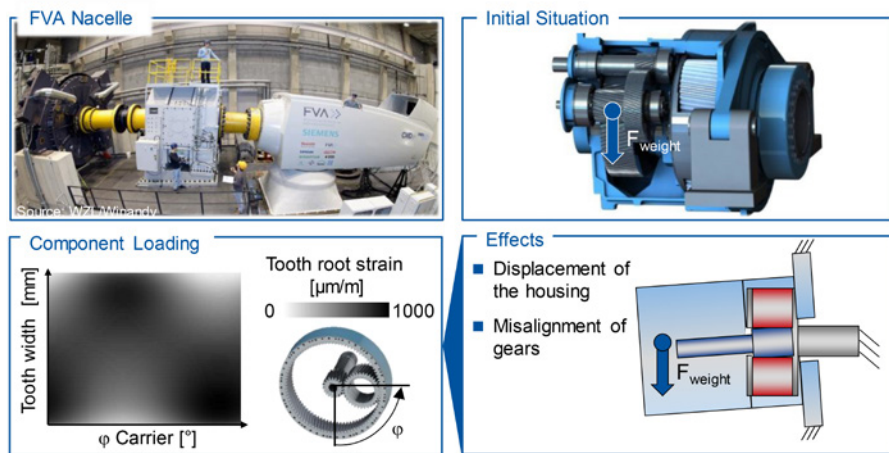 FVA Nacelle
FVA
SIEMENS
Source: WZL/Winandy
Initial Situation
F weight
Component Loading
Tooth width [mm]
φ Carrier [°]
Tooth root strain
[µm/m]
0 1000
φ
Effects
■ Displacement of
the housing
■ Misalignment of
gears
F weight